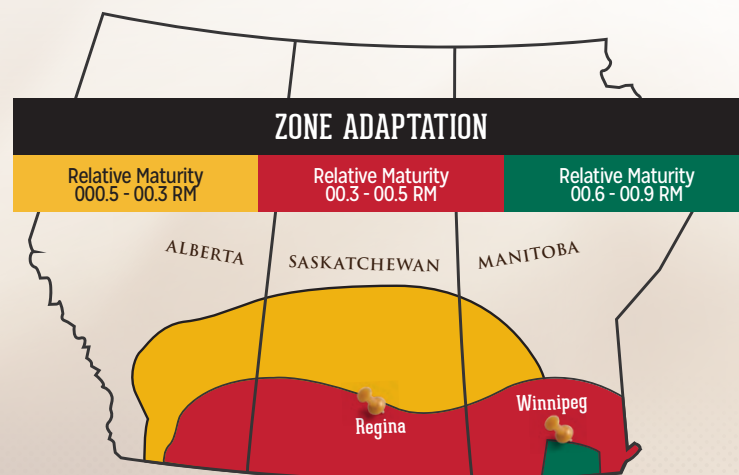 ZONE ADAPTATION
Relative Maturity
000.5 - 00.3 RM
Relative Maturity
00.3 - 00.5 RM
Relative Maturity
00.6 - 00.9 RM
ALBERTA
SASKATCHEWAN
MANITOBA
Winnipeg
Regina